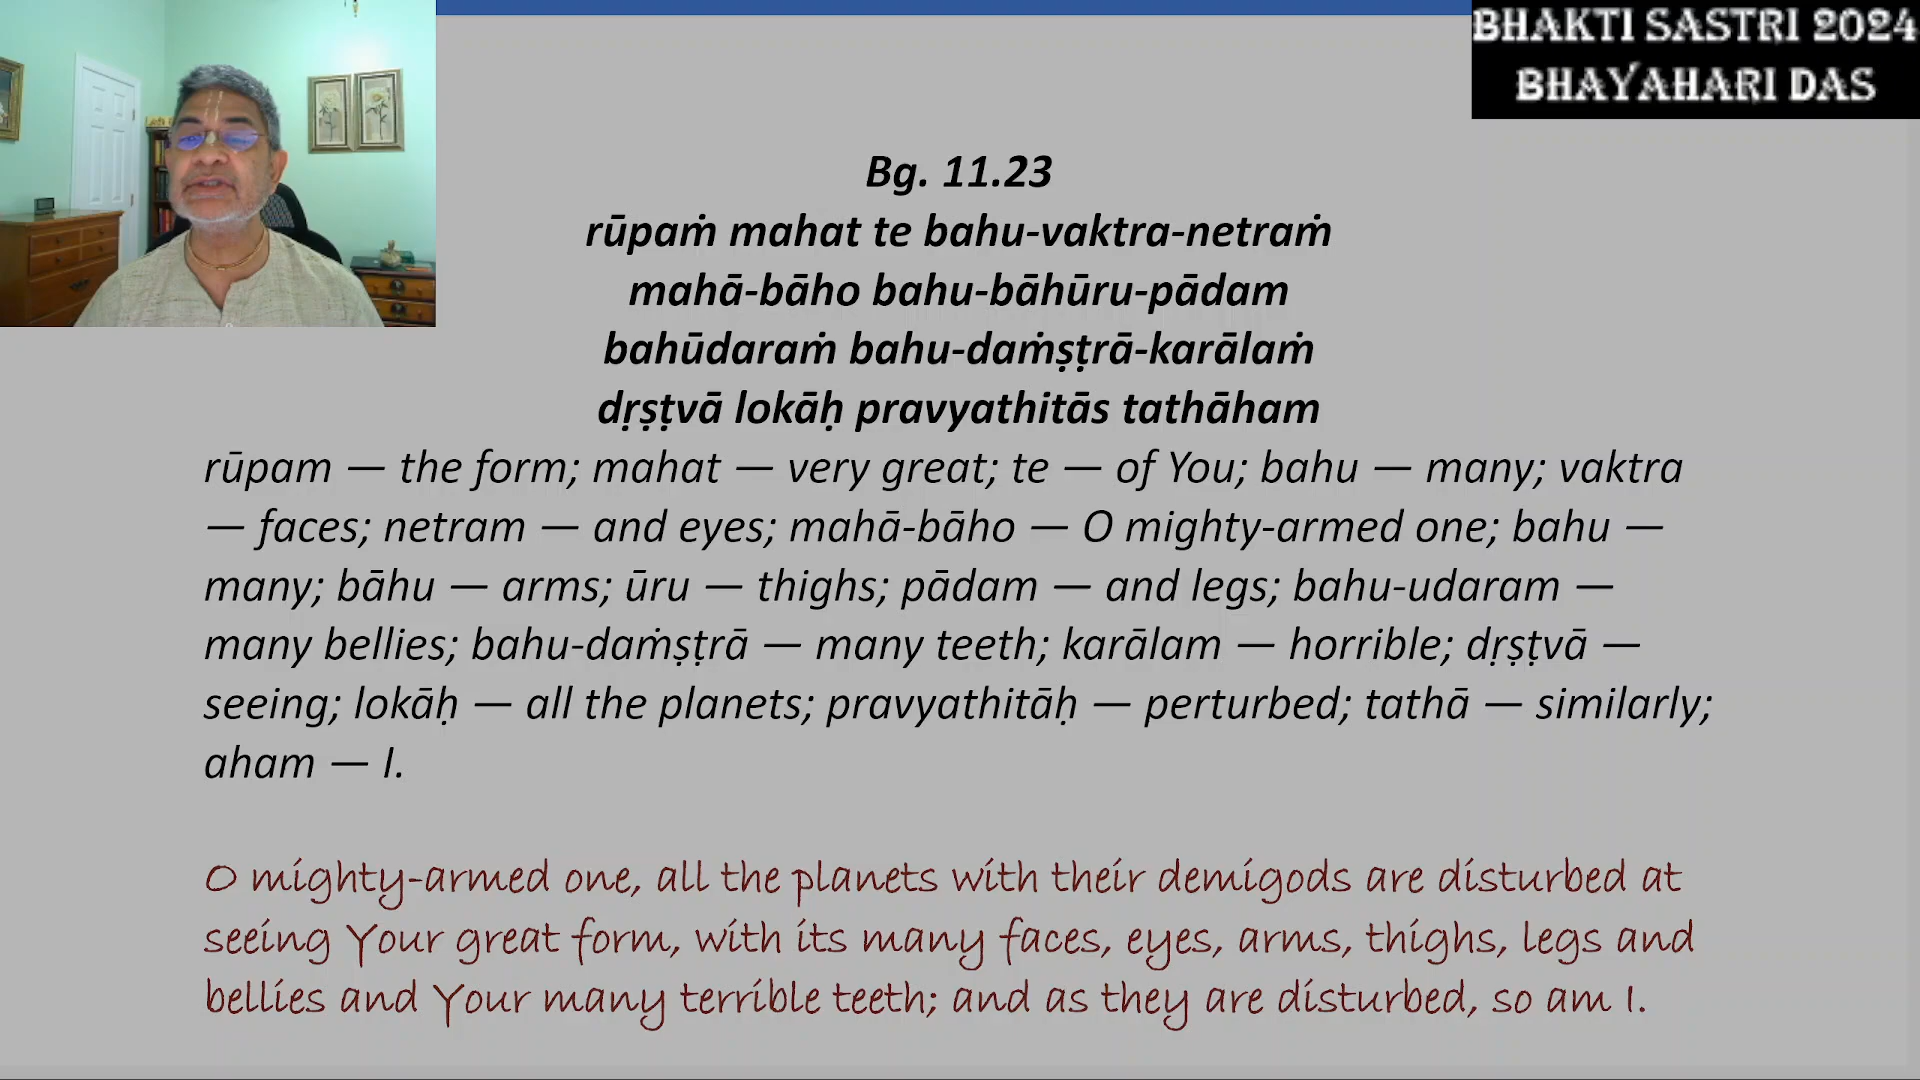 BHAKTI SASTRI 2024
BHAYAHARI DAS
Bg. 11.23
rūpaṁ mahat te bahu-vaktra-netraṁ
mahā-bāho bahu-bāhūru-pādam
bahūdaraṁ bahu-daṁṣṭrā-karālaṁ
dṛṣṭvā lokāḥ pravyathitās tathāham
rūpam — the form; mahat — very great; te — of You; bahu — many; vaktra
— faces; netram — and eyes; mahā-bāho — O mighty-armed one; bahu —
many; bāhu — arms; ūru — thighs; pādam — and legs; bahu-udaram —
many bellies; bahu-daṁṣṭrā — many teeth; karālam — horrible; dṛṣṭvā —
seeing; lokāḥ — all the planets; pravyathitāḥ — perturbed; tathā — similarly;
aham — I.
O mighty-armed one, all the planets with their demigods are disturbed at
seeing Your great form, with its many faces, eyes, arms, thighs, legs and
bellies and Your many terrible teeth; and as they are disturbed, so am I.